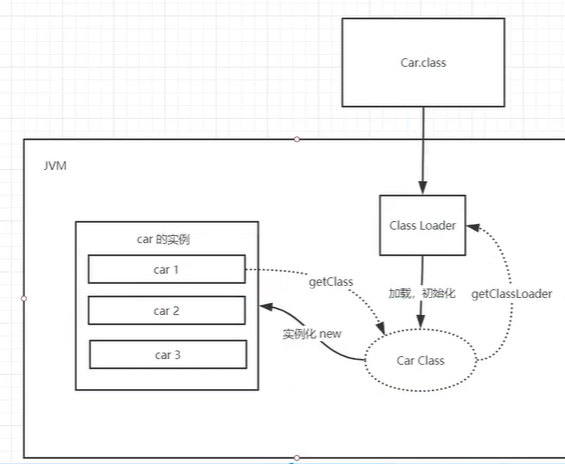 Car.class
JVM
Class Loader
car 的实例
car 1
getClass
加载，初始化
getClassLoader
car 2
实例化 new
car 3
Car Class